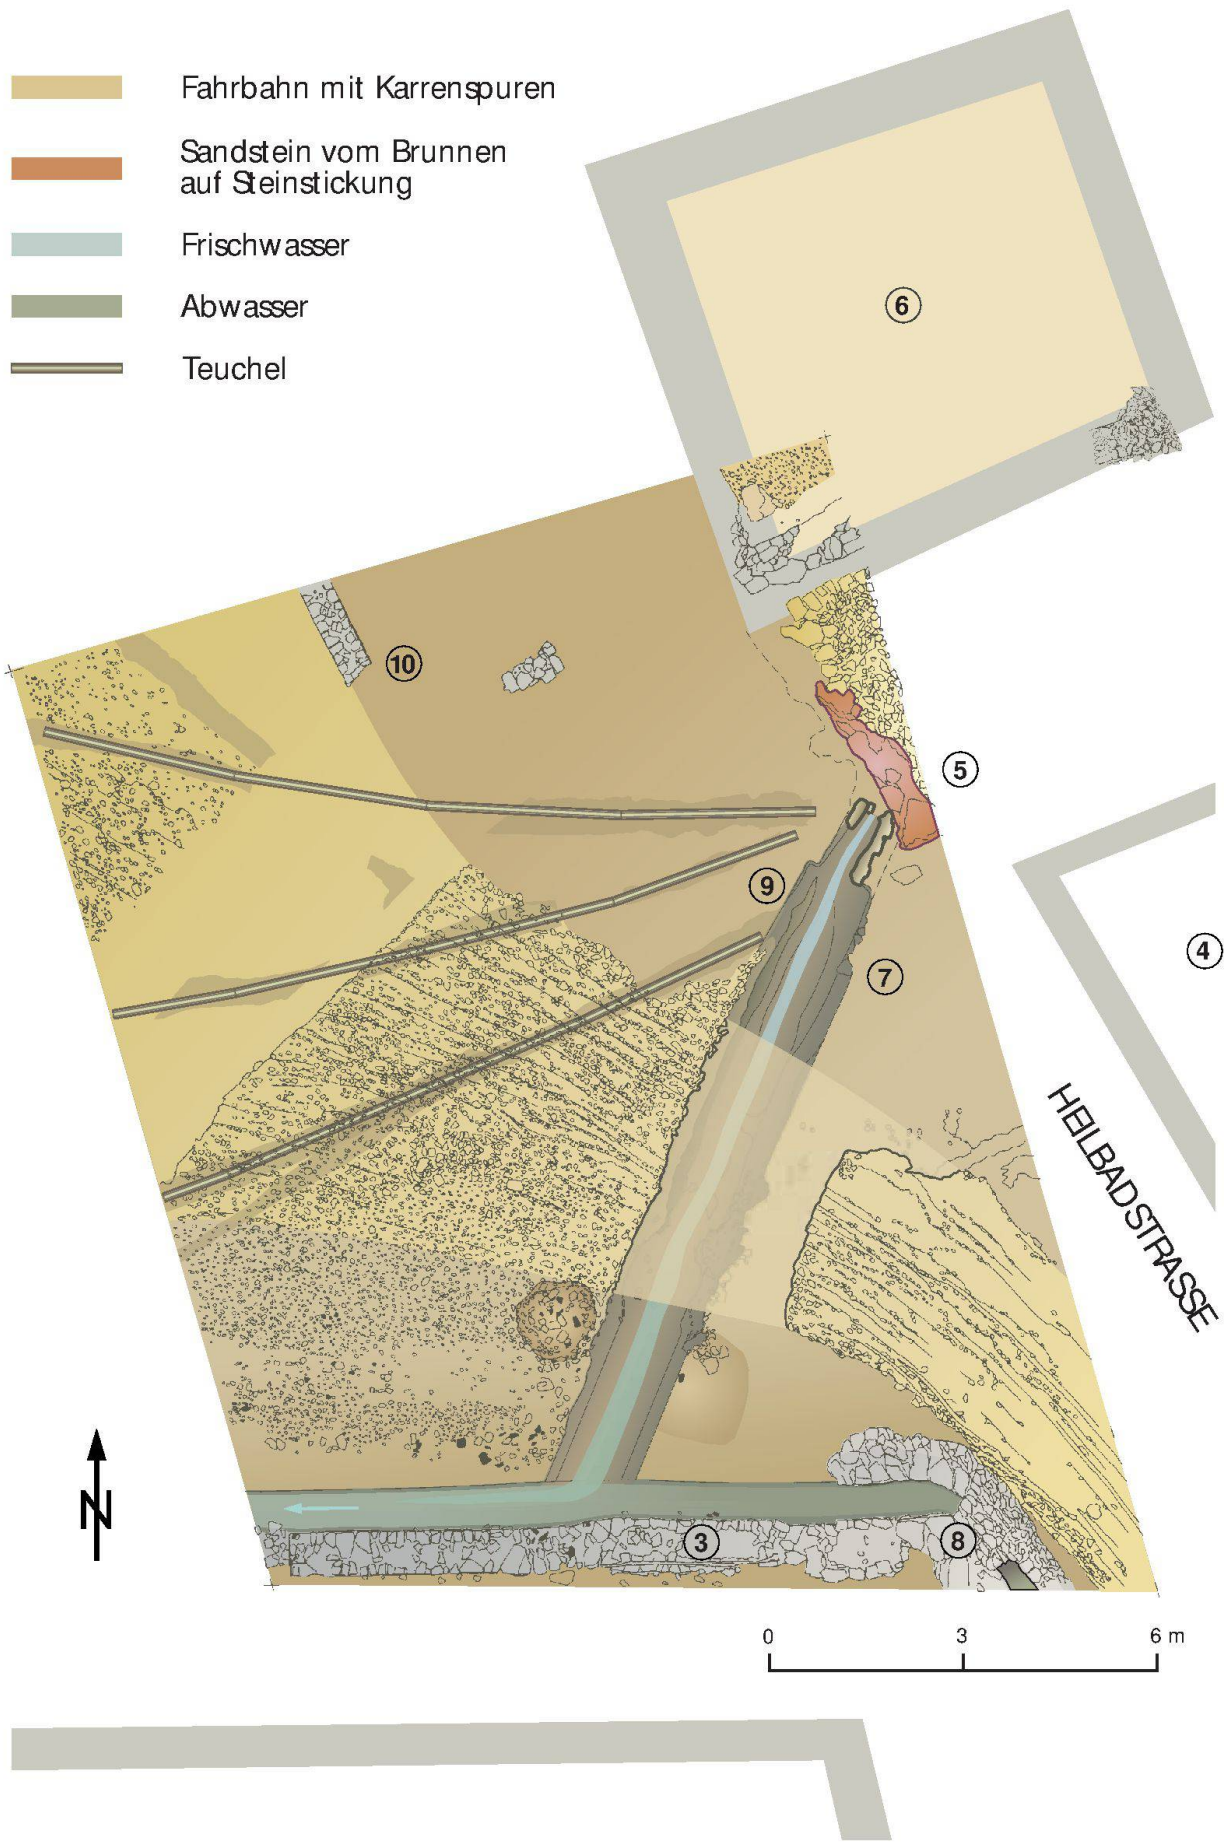 Fahrbahn mit Karrenspuren
Sandstein vom Brunnen
auf Steinstickung
Frischwasser
Abwasser
Teuchel
6
10
5
9
4
7
HEILBADSTRASSE
N
3
8
0 3 6 m